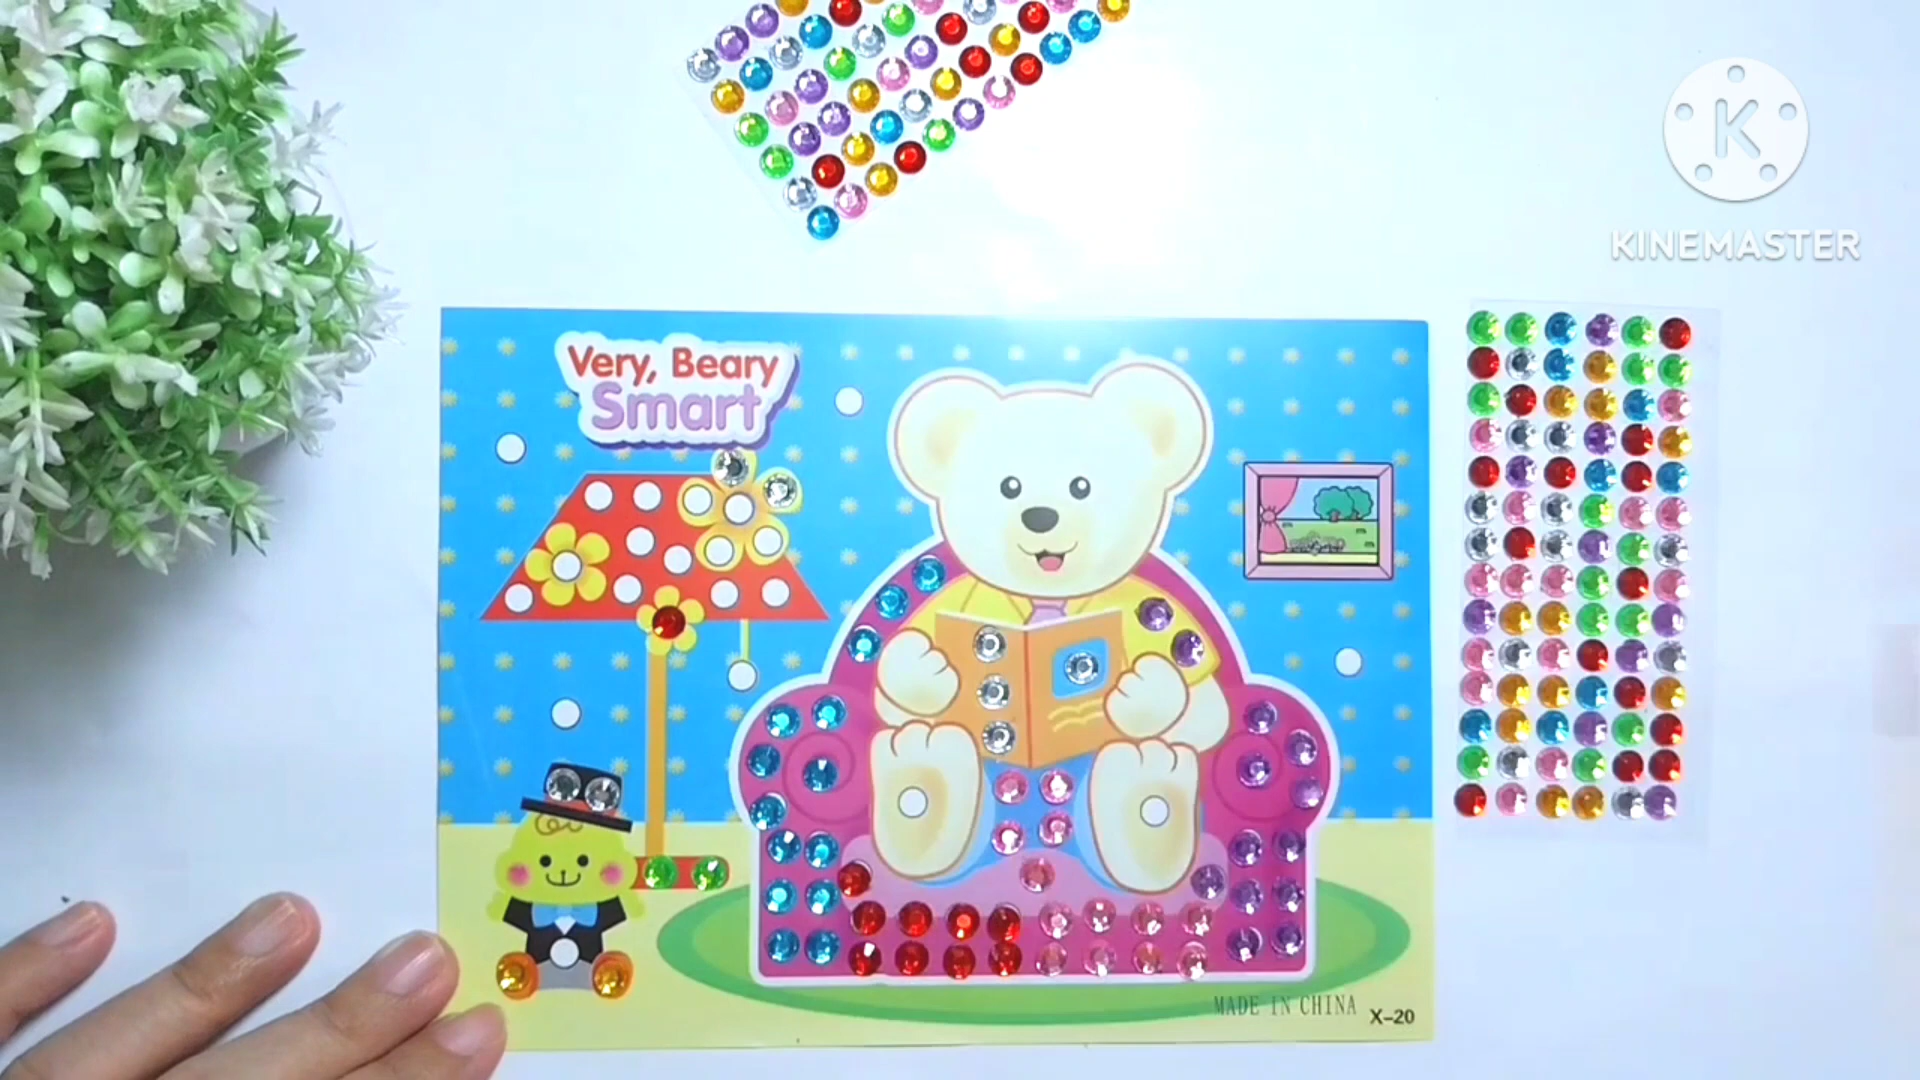 K
KINEMASTER
Very, Beary
Smart
MADE IN CHINA
X-20